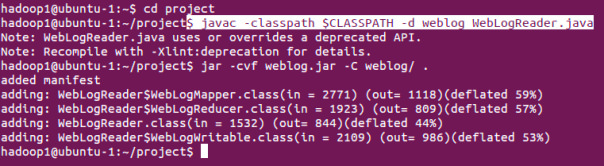 hadoop1@ubuntu-1:~$ cd project
hadoop1@ubuntu-1:~/project$ javac -classpath $CLASSPATH -d weblog WebLogReader.java
Note: WebLogReader.java uses or overrides a deprecated API.
Note: Recompile with -Xlint:deprecation for details.
hadoop1@ubuntu-1:~/project$ jar -cvf weblog.jar -C weblog/ .
added manifest
adding: WebLogReader$WebLogMapper.class(in = 2771) (out= 1118)(deflated 59%)
adding: WebLogReader$WebLogReducer.class(in = 1923) (out= 809)(deflated 57%)
adding: WebLogReader.class(in = 1532) (out= 844)(deflated 44%)
adding: WebLogReader$WebLogWritable.class(in = 2109) (out= 986)(deflated 53%)
hadoop1@ubuntu-1:~/project$